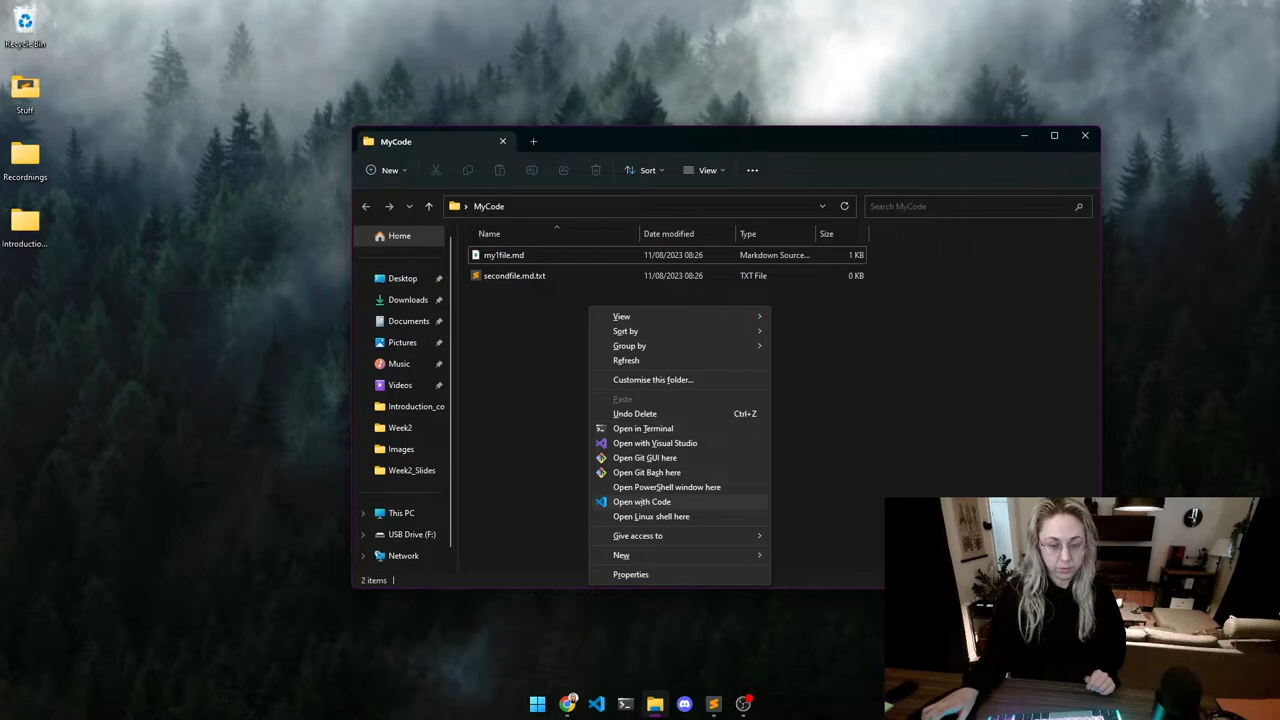 Recycle Bin
Stuff
Recordnings
Introductio...
MyCode
New
Sort
View
MyCode
Search MyCode
Name
Date modified
Type
Size
Home
my1file.md
11/08/2023 08:26
Markdown Source...
1 KB
secondfile.md.txt
11/08/2023 08:26
TXT File
0 KB
Desktop
Downloads
Documents
Pictures
Music
Videos
Introduction_co
Week2
Images
Week2_Slides
This PC
USB Drive (F:)
Network
2 items
View
Sort by
Group by
Refresh
Customise this folder...
Paste
Undo Delete
Ctrl+Z
Open in Terminal
Open with Visual Studio
Open Git GUI here
Open Git Bash here
Open PowerShell window here
Open with Code
Open Linux shell here
Give access to
New
Properties